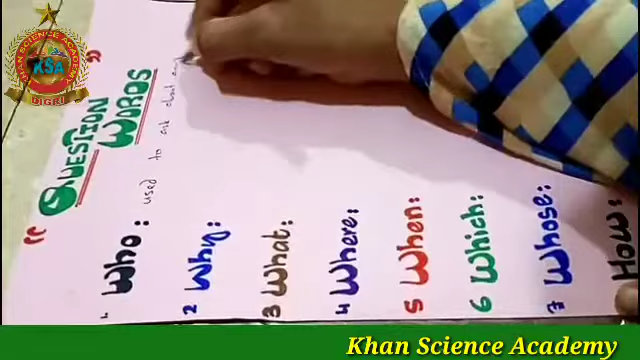 KHAN SCIENCE ACADEMY
KSA
DIGRI
" QUESTION WORDS "
1 Who: used to ask about
2 Why:
3 What:
4 Where:
5 When:
6 Which:
7 Whose:
How:
Khan Science Academy